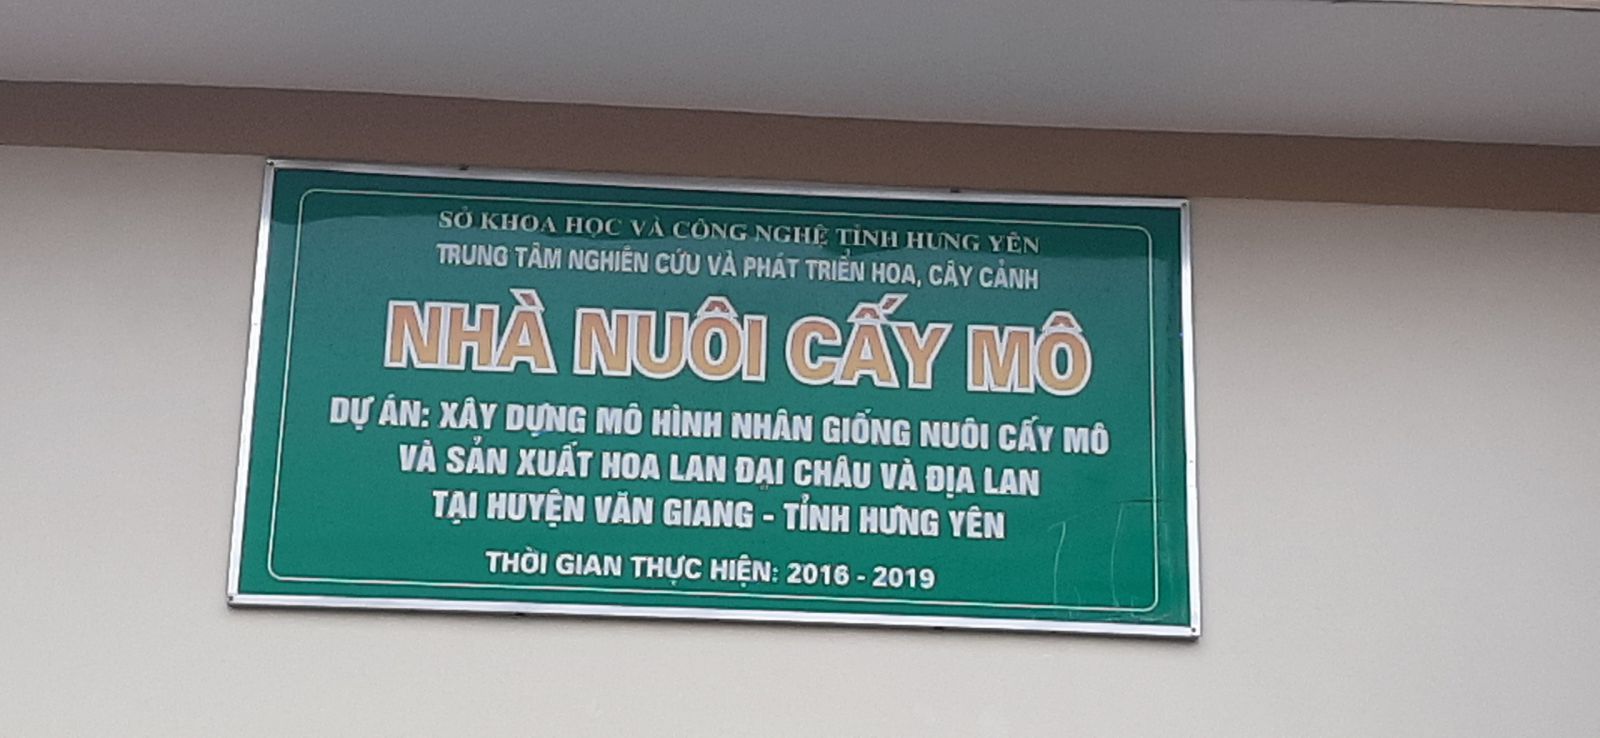 SỞ KHOA HỌC VÀ CÔNG NGHỆ TỈNH HƯNG YÊN
TRUNG TÂM NGHIÊN CỨU VÀ PHÁT TRIỂN HOA, CÂY CẢNH
NHÀ NUÔI CẤY MÔ
DỰ ÁN: XÂY DỰNG MÔ HÌNH NHÂN GIỐNG NUÔI CẤY MÔ
VÀ SẢN XUẤT HOA LAN ĐẠI CHÂU VÀ ĐỊA LAN
TẠI HUYỆN VĂN GIANG - TỈNH HƯNG YÊN
THỜI GIAN THỰC HIỆN: 2016 - 2019